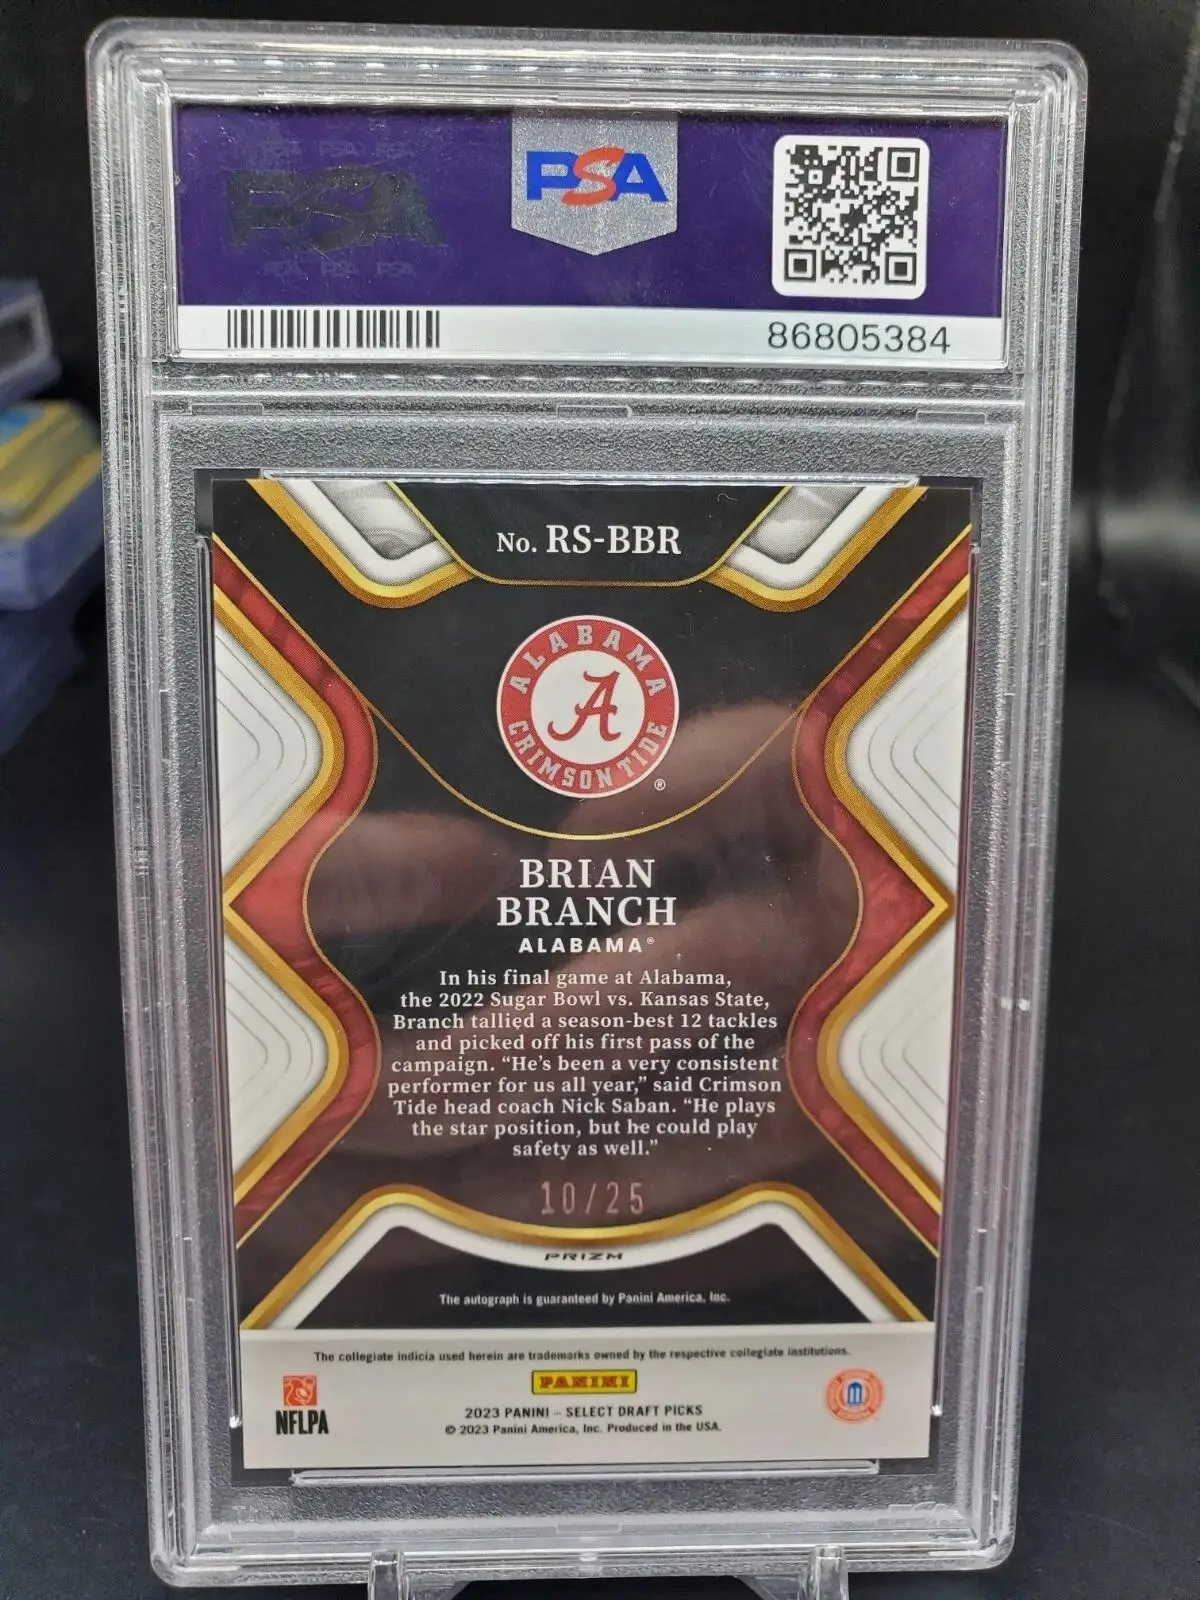 PSA
PSA
PSA PSA PSA
86805384
No. RS-BBR
ALABAMA
A
CRIMSON TIDE ®
BRIAN
BRANCH
ALABAMA®
In his final game at Alabama,
the 2022 Sugar Bowl vs. Kansas State,
Branch tallied a season-best 12 tackles
and picked off his first pass of the
campaign. “He’s been a very consistent
performer for us all year,” said Crimson
Tide head coach Nick Saban. “He plays
the star position, but he could play
safety as well.”
10/25
PRIZM
The autograph is guaranteed by Panini America, Inc.
The collegiate indicia used herein are trademarks owned by the respective collegiate institutions.
PANINI
NFLPA
2023 PANINI – SELECT DRAFT PICKS
© 2023 Panini America, Inc. Produced in the USA.